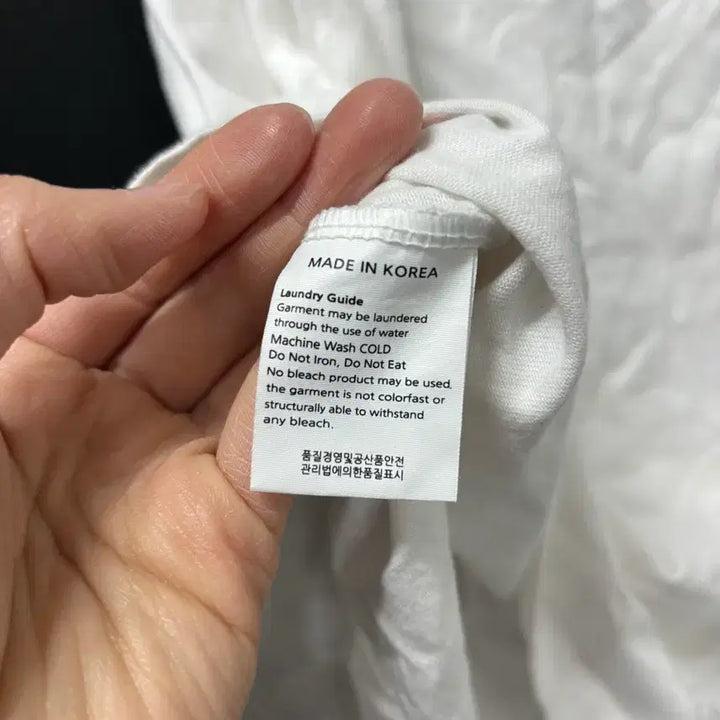 MADE IN KOREA
Laundry Guide
Garment may be laundered
through the use of water
Machine Wash COLD
Do Not Iron, Do Not Eat
No bleach product may be used.
the garment is not colorfast or
structurally able to withstand
any bleach.
품질경영및공산품안전
관리법에의한품질표시